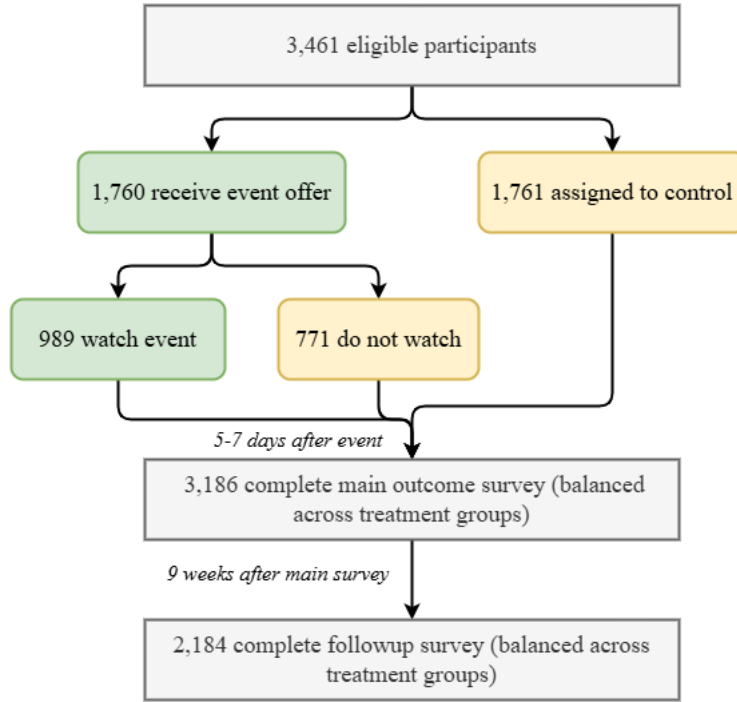 3,461 eligible participants
1,760 receive event offer
1,761 assigned to control
989 watch event
771 do not watch
5-7 days after event
3,186 complete main outcome survey (balanced
across treatment groups)
9 weeks after main survey
2,184 complete followup survey (balanced across
treatment groups)